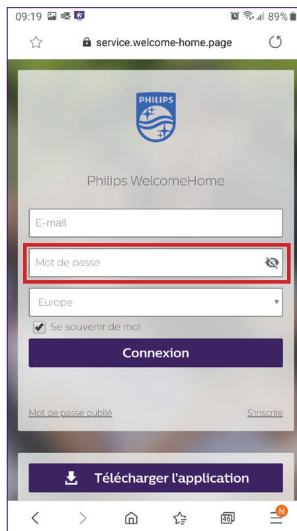 09:19 89%
service.welcome-home.page
PHILIPS
Philips WelcomeHome
E-mail
Mot de passe
Europe
Se souvenir de moi
Connexion
Mot de passe oublié S'inscrire
Télécharger l'application
46 N